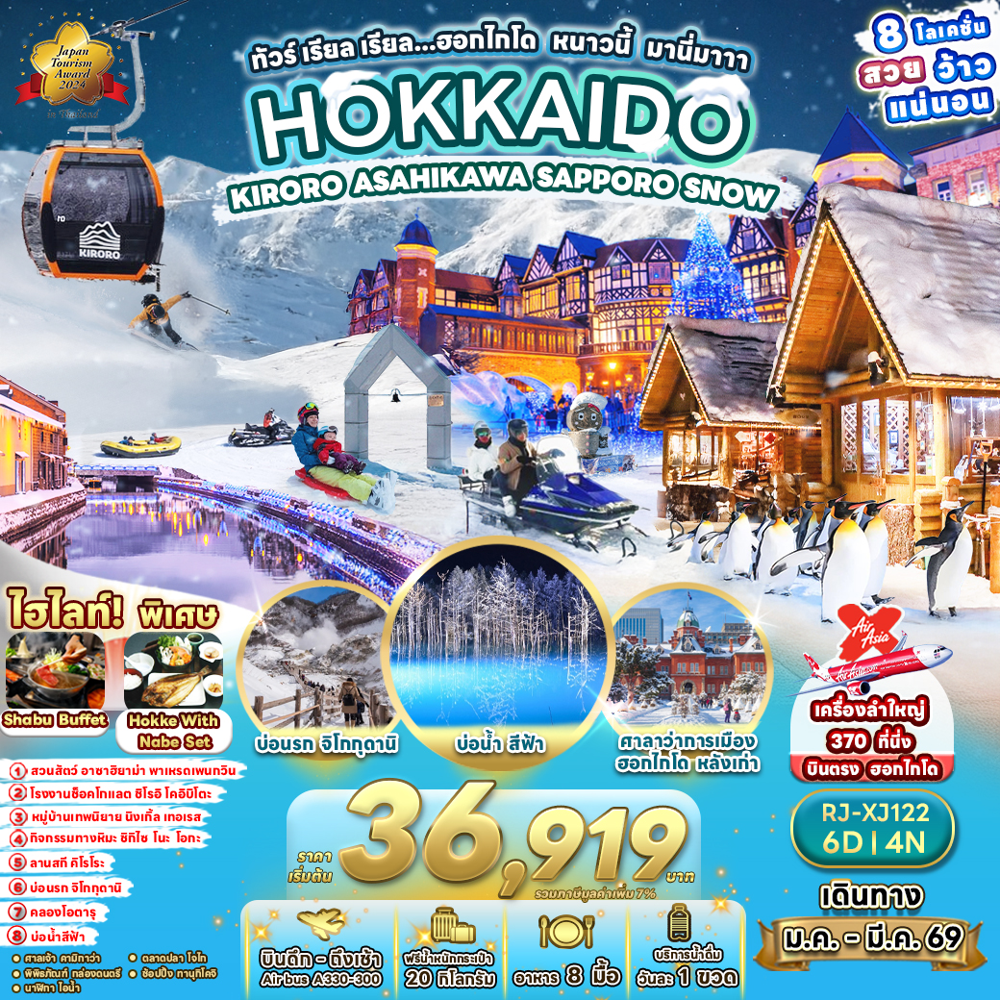 Japan
Tourism
Award
2024
in Thailand
ทัวร์ เรียล เรียล...ฮอกไกโด หนาวนี้ มานี่มาาา
HOKKAIDO
KIRORO ASAHIKAWA SAPPORO SNOW
8 โลเคชั่น
สวย ว้าว
แน่นอน
KIRORO
ไฮไลท์! พิเศษ
Shabu Buffet
Hokke With
Nabe Set
บ่อนรก จิโกกุดานิ
บ่อน้ำ สีฟ้า
ศาลาว่าการเมือง
ฮอกไกโด หลังเก่า
Air
Asia
เครื่องลำใหญ่
370 ที่นั่ง
บินตรง ฮอกไกโด
1 สวนสัตว์ อาซาฮิยาม่า พาเหรดเพนกวิน
2 โรงงานช็อคโกแลต ชิโรอิ โคอิบิโตะ
3 หมู่บ้านเทพนิยาย นิงเกิ้ล เทอเรส
4 กิจกรรมทางหิมะ ชิกิไซ โนะ โอกะ
5 ลานสกี คิโรโระ
6 บ่อนรก จิโกกุดานิ
7 คลองโอตารุ
8 บ่อน้ำสีฟ้า
ศาลเจ้า คามิกาว่า
ตลาดปลา โจไก
พิพิธภัณฑ์ กล่องดนตรี
ช้อปปิ้ง ทานุกิโคจิ
นาฬิกา ไอน้ำ
ราคา
เริ่มต้น
36,919
บาท
รวมภาษีมูลค่าเพิ่ม 7%
RJ-XJ122
6D | 4N
เดินทาง
ม.ค. - มี.ค. 69
บินดึก - ถึงเช้า
Airbus A330-300
ฟรีน้ำหนักกระเป๋า
20 กิโลกรัม
อาหาร 8 มื้อ
บริการน้ำดื่ม
วันละ 1 ขวด